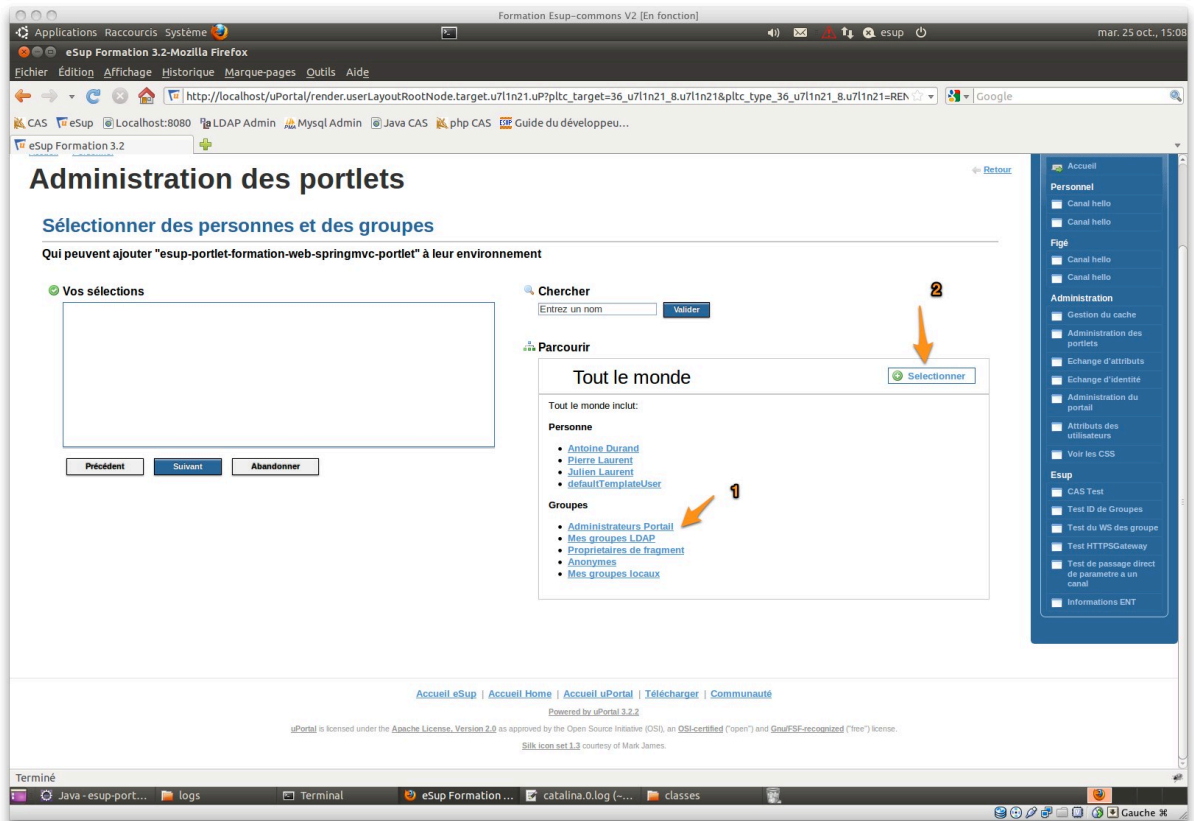 Formation Esup-commons V2 [En fonction]
Applications Raccourcis Système esup mar. 25 oct., 15:08
eSup Formation 3.2-Mozilla Firefox
Fichier Édition Affichage Historique Marque-pages Outils Aide
http://localhost/uPortal/render.userLayoutRootNode.target.u7l1n21.uP?pltc_target=36_u7l1n21_8.u7l1n21&pltc_type_36_u7l1n21_8.u7l1n21=REN Google
CAS eSup Localhost:8080 LDAP Admin Mysql Admin Java CAS php CAS Guide du développeu...
eSup Formation 3.2
Administration des portlets
Retour
Sélectionner des personnes et des groupes
Qui peuvent ajouter "esup-portlet-formation-web-springmvc-portlet" à leur environnement
Vos sélections
Précédent Suivant Abandonner
Chercher
Entrez un nom Valider
2
Parcourir
Tout le monde Selectionner
Tout le monde inclut:
Personne
Antoine Durand
Pierre Laurent
Julien Laurent
defaultTemplateUser
1
Groupes
Administrateurs Portail
Mes groupes LDAP
Proprietaires de fragment
Anonymes
Mes groupes locaux
Accueil
Personnel
Canal hello
Canal hello
Figé
Canal hello
Canal hello
Administration
Gestion du cache
Administration des
portlets
Echange d'attributs
Echange d'identité
Administration du
portail
Attributs des
utilisateurs
Voir les CSS
Esup
CAS Test
Test ID de Groupes
Test du WS des groupe
Test HTTPSGateway
Test de passage direct
de parametre a un
canal
Informations ENT
Accueil eSup | Accueil Home | Accueil uPortal | Télécharger | Communauté
Powered by uPortal 3.2.2
uPortal is licensed under the Apache License, Version 2.0 as approved by the Open Source Initiative (OSI), an OSI-certified ("open") and Gnu/FSF-recognized ("free") license.
Silk icon set 1.3 courtesy of Mark James.
Terminé
Java - esup-port... logs Terminal eSup Formation ... catalina.0.log (~... classes
Gauche ⌘